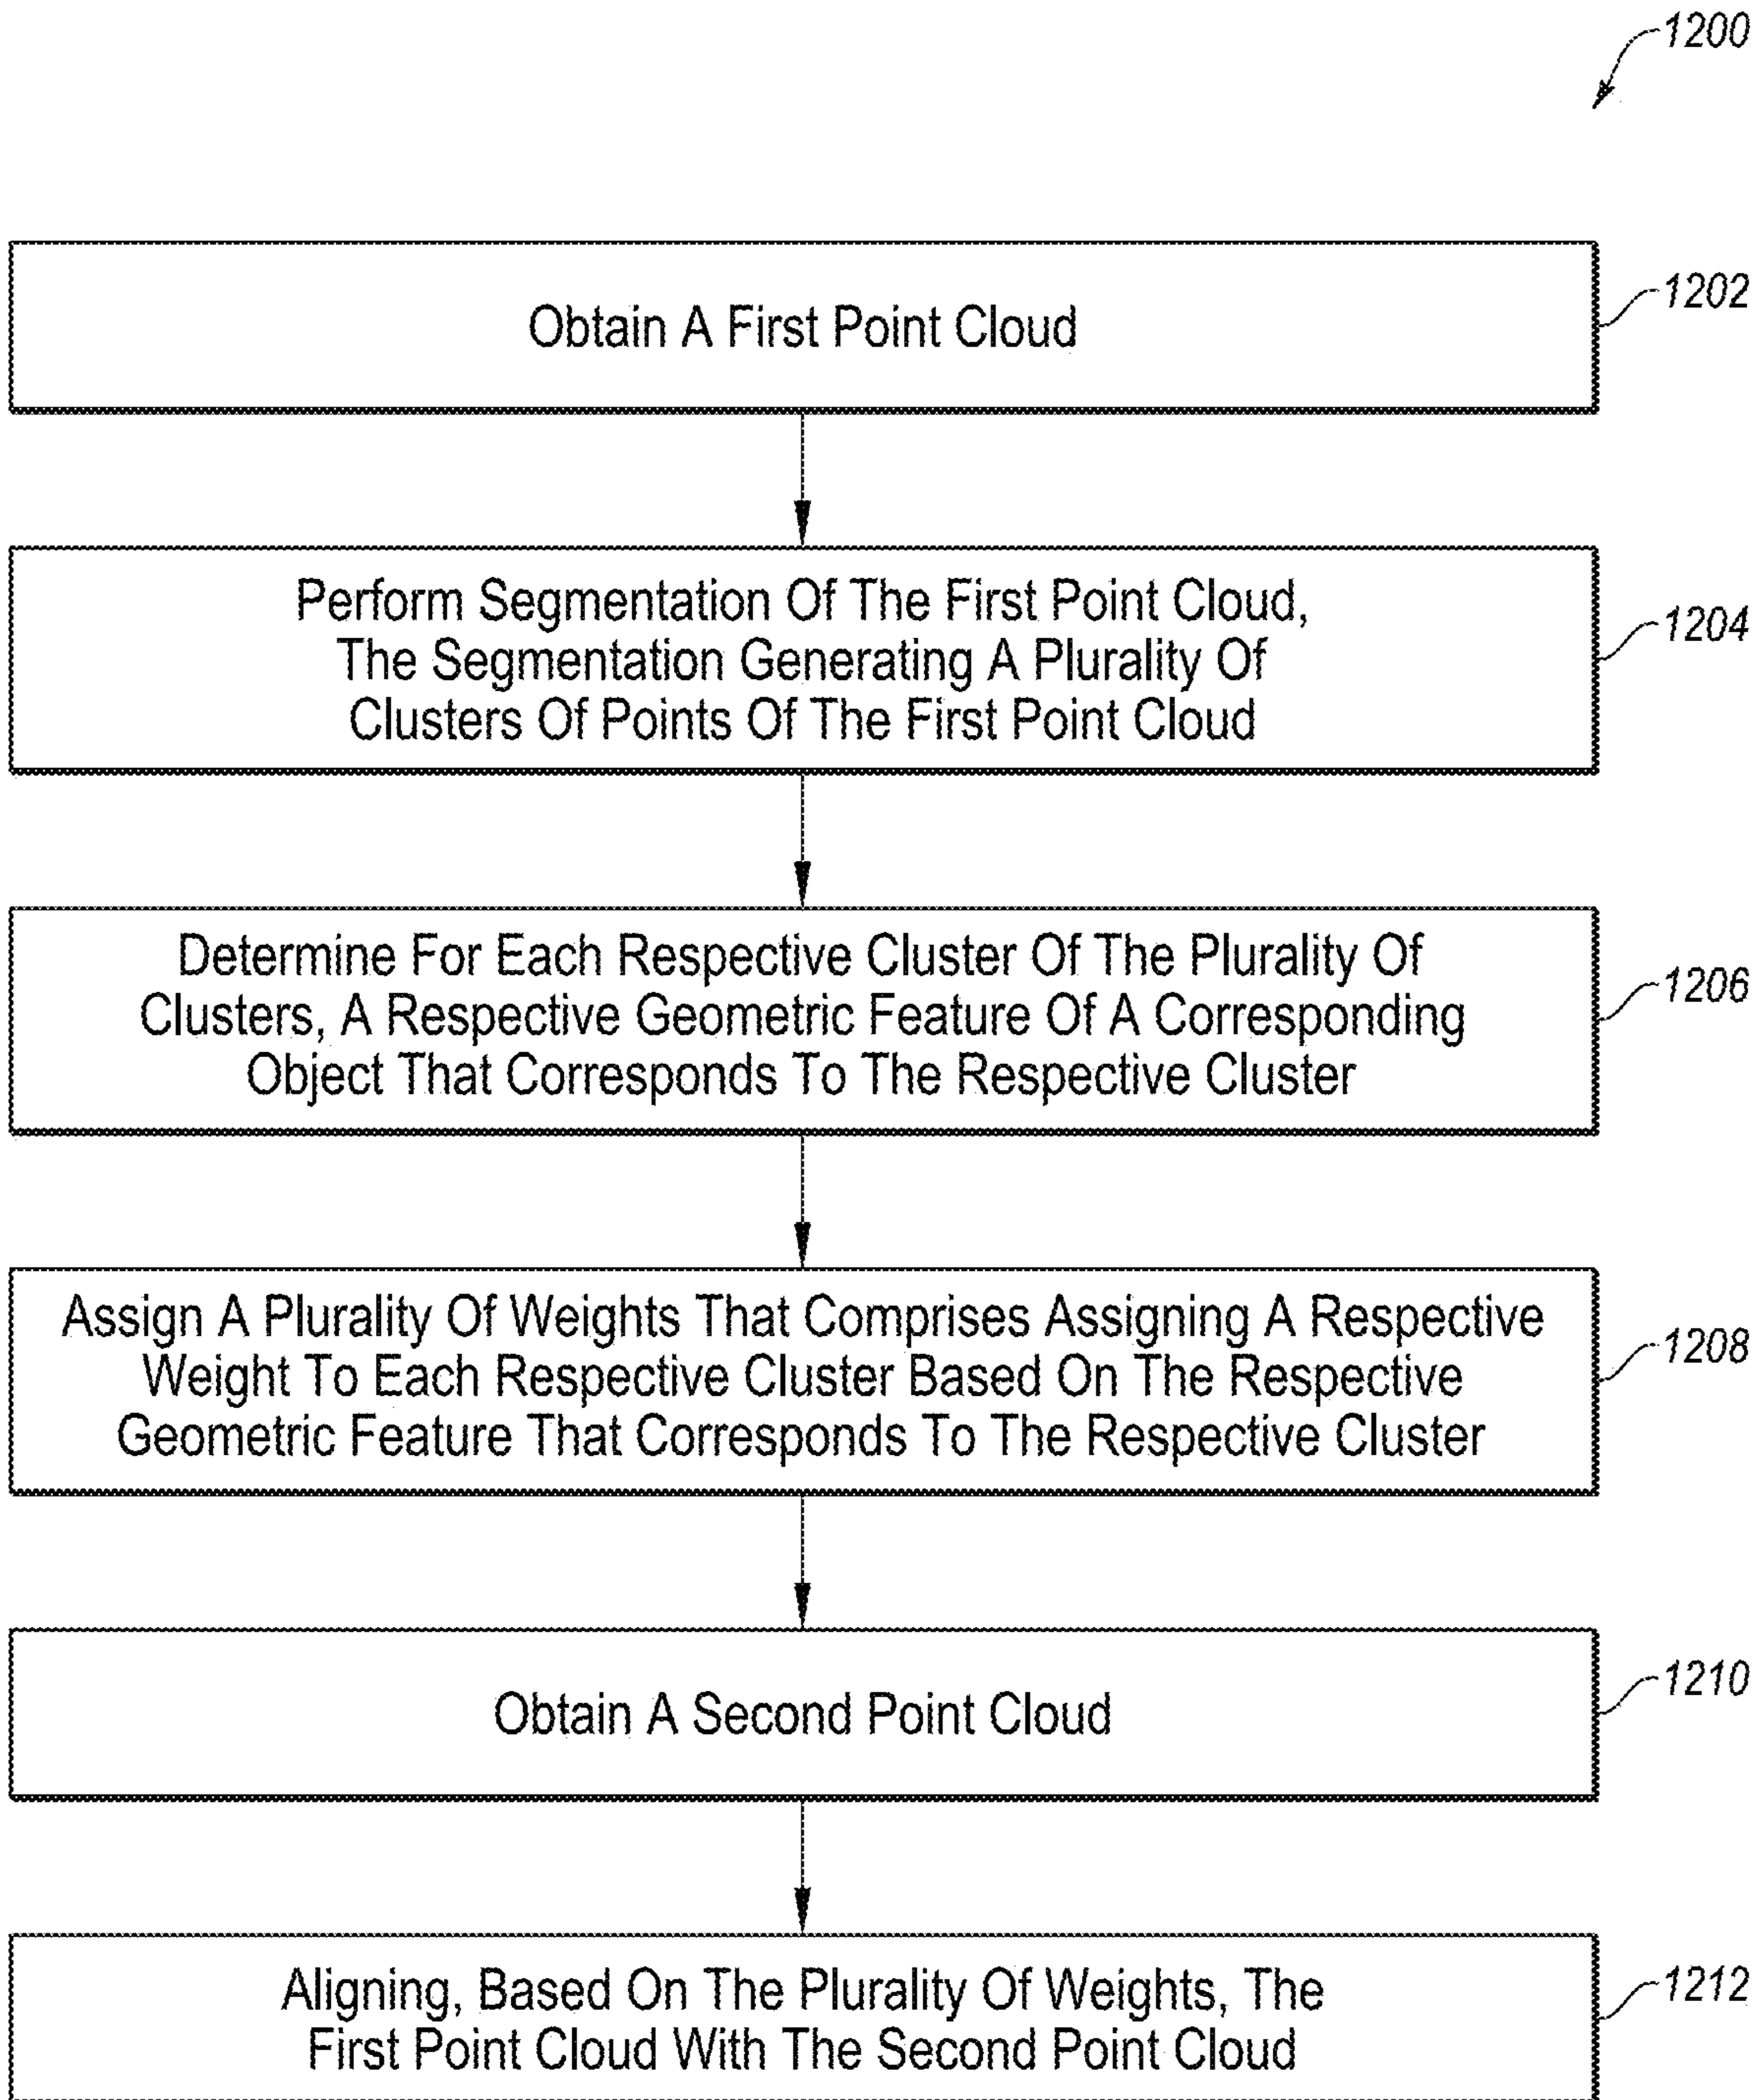 1200
Obtain A First Point Cloud
1202
Perform Segmentation Of The First Point Cloud,
The Segmentation Generating A Plurality Of
Clusters Of Points Of The First Point Cloud
1204
Determine For Each Respective Cluster Of The Plurality Of
Clusters, A Respective Geometric Feature Of A Corresponding
Object That Corresponds To The Respective Cluster
1206
Assign A Plurality Of Weights That Comprises Assigning A Respective
Weight To Each Respective Cluster Based On The Respective
Geometric Feature That Corresponds To The Respective Cluster
1208
Obtain A Second Point Cloud
1210
Aligning, Based On The Plurality Of Weights, The
First Point Cloud With The Second Point Cloud
1212